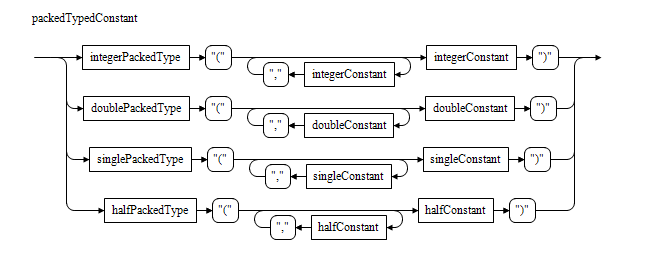 packedTypedConstant
integerPackedType "(" integerConstant ")"
"," integerConstant
doublePackedType "(" doubleConstant ")"
"," doubleConstant
singlePackedType "(" singleConstant ")"
"," singleConstant
halfPackedType "(" halfConstant ")"
"," halfConstant